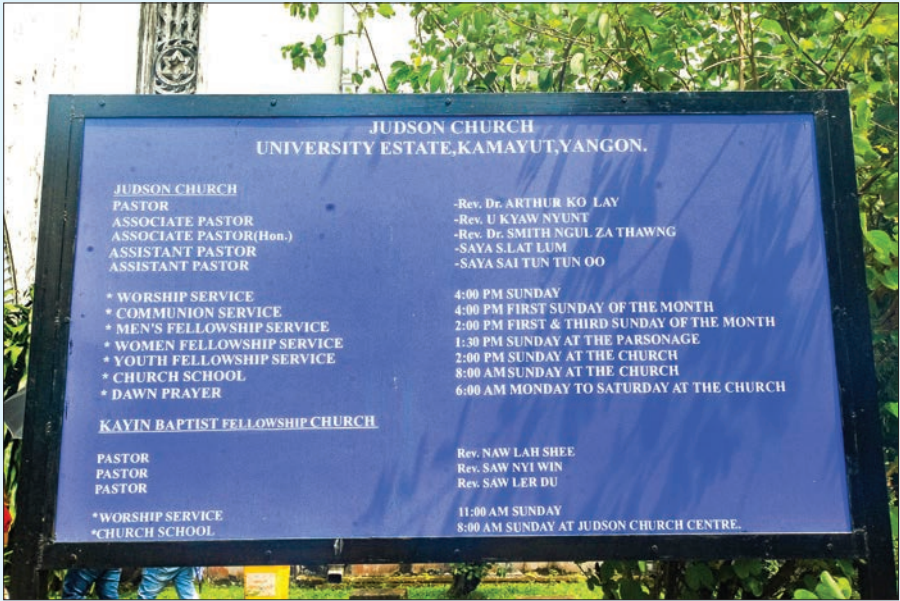 JUDSON CHURCH
UNIVERSITY ESTATE,KAMAYUT,YANGON.
JUDSON CHURCH
PASTOR -Rev. Dr. ARTHUR KO LAY
ASSOCIATE PASTOR -Rev. U KYAW NYUNT
ASSOCIATE PASTOR(Hon.) -Rev. Dr. SMITH NGUL ZA THAWNG
ASSISTANT PASTOR -SAYA S.LAT LUM
ASSISTANT PASTOR -SAYA SAI TUN TUN OO
* WORSHIP SERVICE 4:00 PM SUNDAY
* COMMUNION SERVICE 4:00 PM FIRST SUNDAY OF THE MONTH
* MEN'S FELLOWSHIP SERVICE 2:00 PM FIRST & THIRD SUNDAY OF THE MONTH
* WOMEN FELLOWSHIP SERVICE 1:30 PM SUNDAY AT THE PARSONAGE
* YOUTH FELLOWSHIP SERVICE 2:00 PM SUNDAY AT THE CHURCH
* CHURCH SCHOOL 8:00 AM SUNDAY AT THE CHURCH
* DAWN PRAYER 6:00 AM MONDAY TO SATURDAY AT THE CHURCH
KAYIN BAPTIST FELLOWSHIP CHURCH
PASTOR Rev. NAW LAH SHEE
PASTOR Rev. SAW NYI WIN
PASTOR Rev. SAW LER DU
*WORSHIP SERVICE 11:00 AM SUNDAY
*CHURCH SCHOOL 8:00 AM SUNDAY AT JUDSON CHURCH CENTRE.